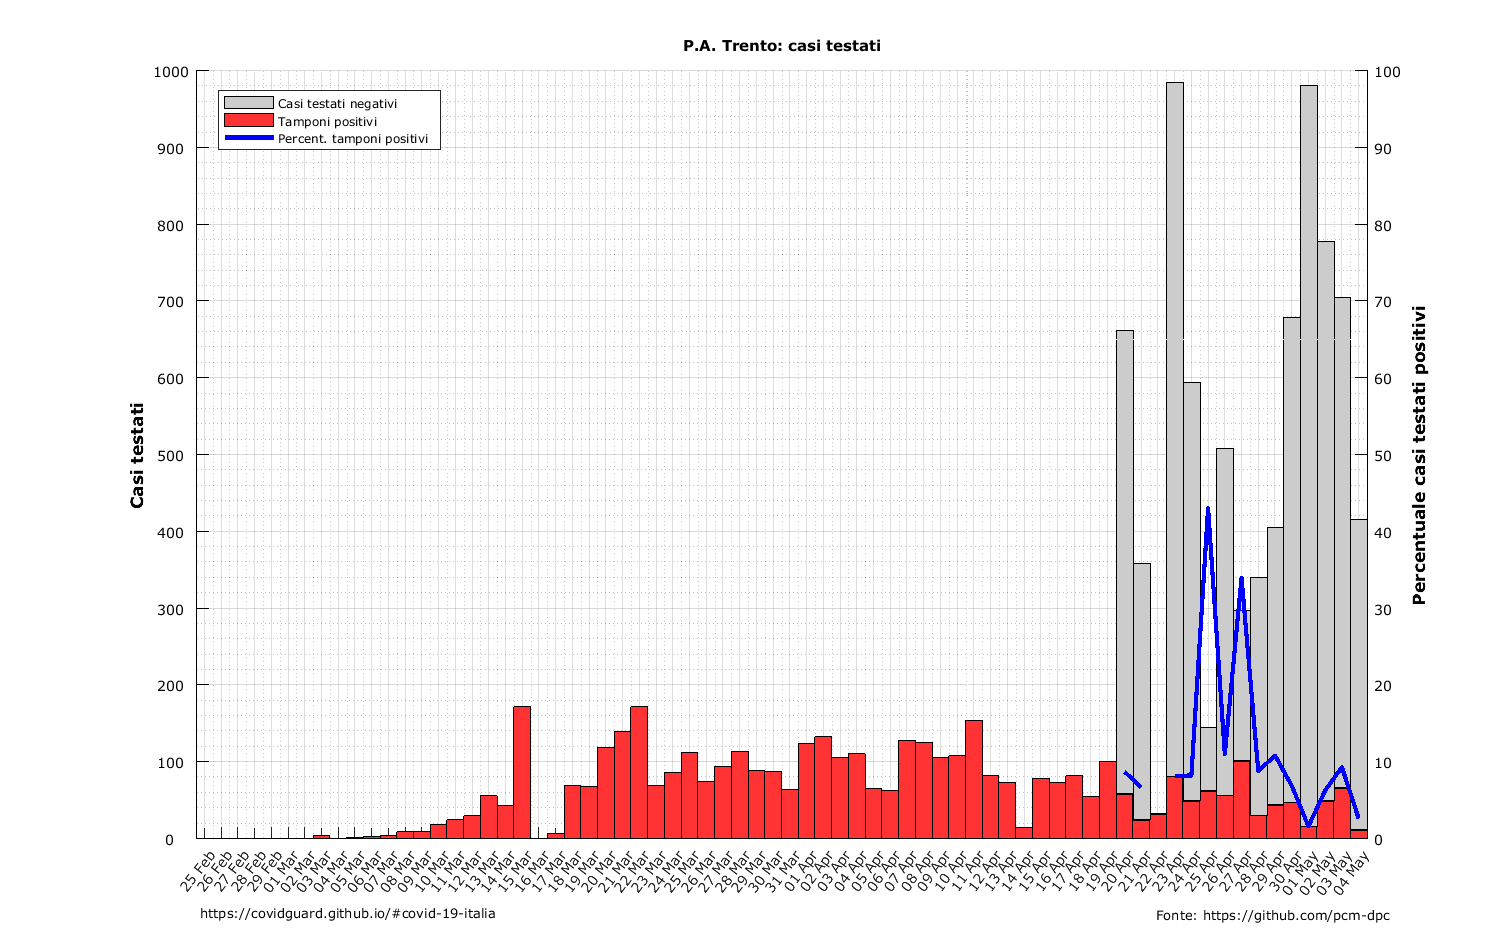 P.A. Trento: casi testati
Casi testati negativi
Tamponi positivi
Percent. tamponi positivi
Casi testati
1000
900
800
700
600
500
400
300
200
100
0
100
90
80
70
60
50
40
30
20
10
0
Percentuale casi testati positivi
25 Feb
26 Feb
27 Feb
28 Feb
29 Feb
01 Mar
02 Mar
03 Mar
04 Mar
05 Mar
06 Mar
07 Mar
08 Mar
09 Mar
10 Mar
11 Mar
12 Mar
13 Mar
14 Mar
15 Mar
16 Mar
17 Mar
18 Mar
19 Mar
20 Mar
21 Mar
22 Mar
23 Mar
24 Mar
25 Mar
26 Mar
27 Mar
28 Mar
29 Mar
30 Mar
31 Mar
01 Apr
02 Apr
03 Apr
04 Apr
05 Apr
06 Apr
07 Apr
08 Apr
09 Apr
10 Apr
11 Apr
12 Apr
13 Apr
14 Apr
15 Apr
16 Apr
17 Apr
18 Apr
19 Apr
20 Apr
21 Apr
22 Apr
23 Apr
24 Apr
25 Apr
26 Apr
27 Apr
28 Apr
29 Apr
30 Apr
01 May
02 May
03 May
04 May
https://covidguard.github.io/#covid-19-italia
Fonte: https://github.com/pcm-dpc